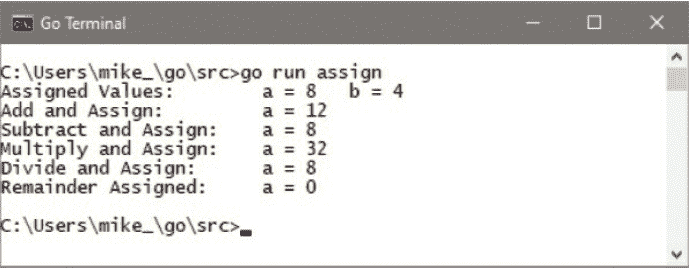 Go Terminal
C:\Users\mike_\go\src>go run assign
Assigned Values: a = 8 b = 4
Add and Assign: a = 12
Subtract and Assign: a = 8
Multiply and Assign: a = 32
Divide and Assign: a = 8
Remainder Assigned: a = 0
C:\Users\mike_\go\src>